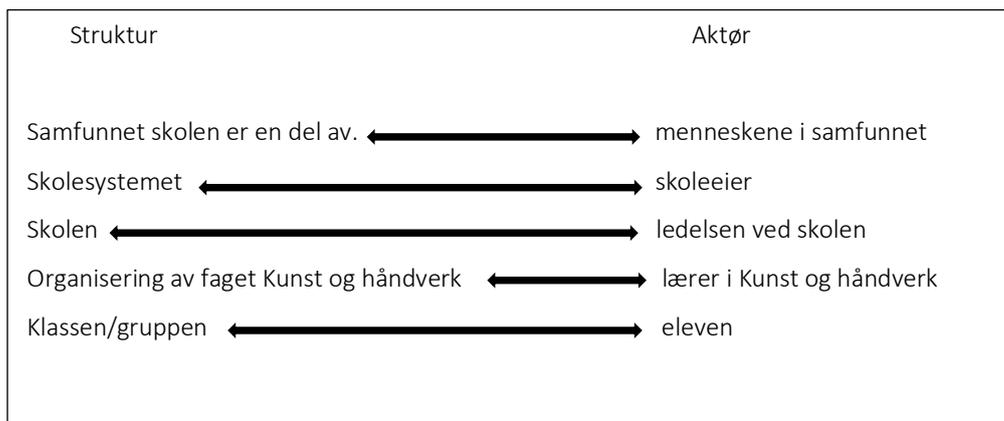 Struktur Aktør
Samfunnet skolen er en del av. menneskene i samfunnet
Skolesystemet skoleeier
Skolen ledelsen ved skolen
Organisering av faget Kunst og håndverk lærer i Kunst og håndverk
Klassen/gruppen eleven